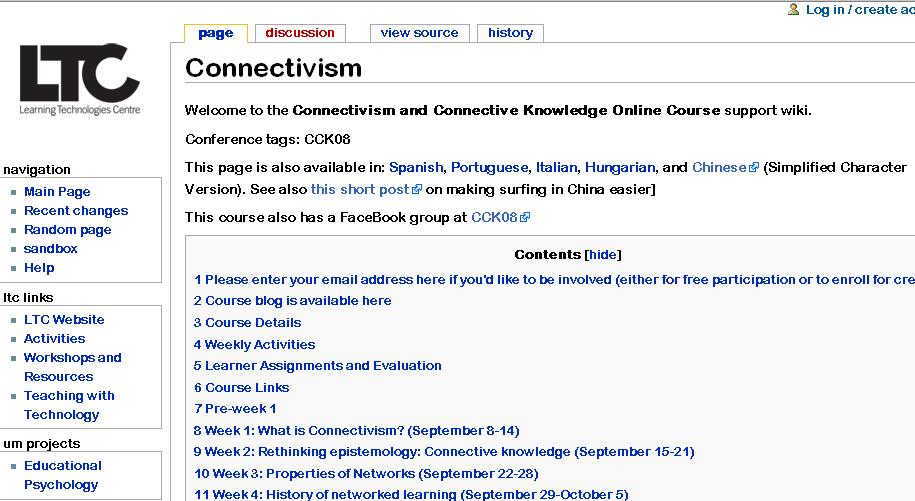 Log in / create ac
page discussion view source history
LTC
Learning Technologies Centre
Connectivism
Welcome to the Connectivism and Connective Knowledge Online Course support wiki.
Conference tags: CCK08
This page is also available in: Spanish, Portuguese, Italian, Hungarian, and Chinese (Simplified Character
Version). See also this short post on making surfing in China easier]
This course also has a FaceBook group at CCK08
navigation
Main Page
Recent changes
Random page
sandbox
Help
ltc links
LTC Website
Activities
Workshops and
Resources
Teaching with
Technology
um projects
Educational
Psychology
Contents [hide]
1 Please enter your email address here if you'd like to be involved (either for free participation or to enroll for cre
2 Course blog is available here
3 Course Details
4 Weekly Activities
5 Learner Assignments and Evaluation
6 Course Links
7 Pre-week 1
8 Week 1: What is Connectivism? (September 8-14)
9 Week 2: Rethinking epistemology: Connective knowledge (September 15-21)
10 Week 3: Properties of Networks (September 22-28)
11 Week 4: History of networked learning (September 29-October 5)